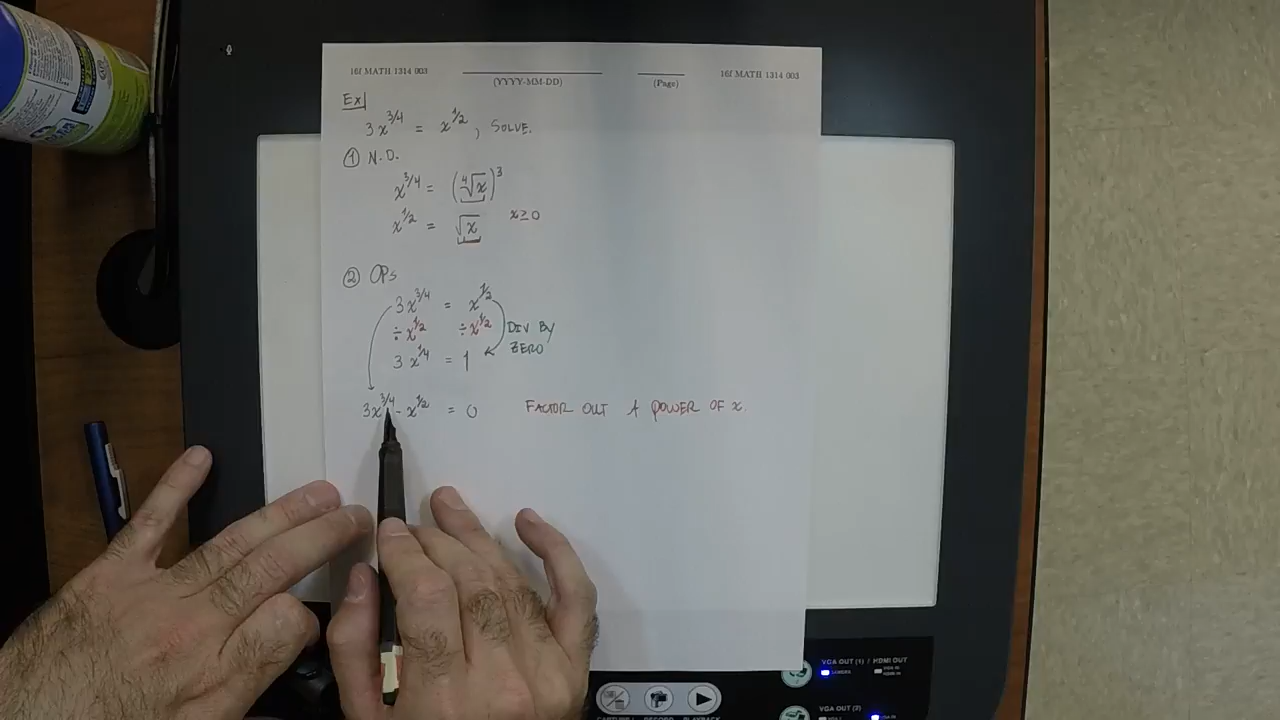 16f MATH 1314 003 (YYYY-MM-DD) (Page) 16f MATH 1314 003
Ex|
3x^{3/4} = x^{1/2}, SOLVE.
① N.D.
x^{3/4} = (∜x)^3
x^{1/2} = √x x ≥ 0
② OPs
3x^{3/4} = x^{1/2}
÷x^{1/2} ÷x^{1/2} DIV BY
3x^{1/4} = 1 ZERO
3x^{3/4} - x^{1/2} = 0 FACTOR OUT A POWER OF x.
VGA OUT (1) / HDMI OUT
VGA OUT (2)